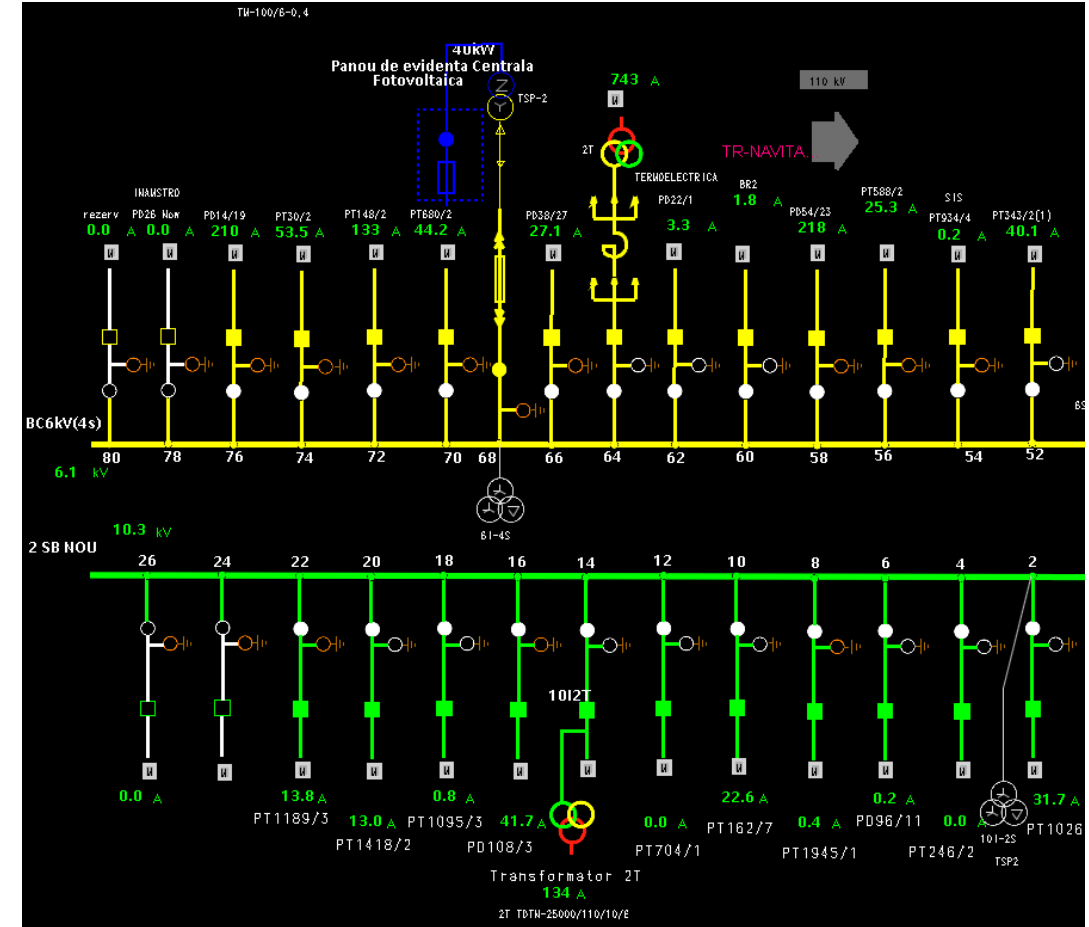 TW-100/6-0,4
40kW
Panou de evidenta Centrala
Fotovoltaica
743 A
110 kV
TSP-2
2T
TR-NAVITA.
TERMOELECTRICA
INAMSTRO
rezerv PD26 Now PD14/19 PT30/2 PT148/2 PT680/2 PD38/27 PD22/1 BR2 PD54/23 PT588/2 SIS PT934/4 PT343/2(1)
0.0 A 0.0 A 210 A 53.5 A 133 A 44.2 A 27.1 A 3.3 A 1.8 A 218 A 25.3 A 0.2 A 40.1 A
BC6kV(4s)
80 78 76 74 72 70 68 66 64 62 60 58 56 54 52
6.1 kV
6I-4S
10.3 kV
2 SB NOU
26 24 22 20 18 16 14 12 10 8 6 4 2
10I2T
0.0 A 13.8 A 0.8 A 22.6 A 0.2 A 31.7 A
PT1189/3 13.0 A PT1095/3 41.7 A 0.0 A PT162/7 0.4 A PD96/11 0.0 A PT1026
PT1418/2 PD108/3 PT704/1 PT1945/1 PT246/2 10I-2S
TSP2
Transformator 2T
134 A
2T TDTN-25000/110/10/6